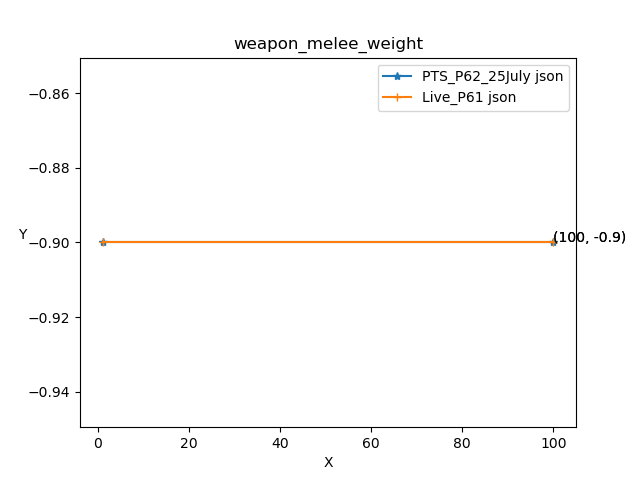 weapon_melee_weight
PTS_P62_25July json
Live_P61 json
−0.86
−0.88
Y
−0.90
(100, -0.9)
−0.92
−0.94
0 20 40 60 80 100
X